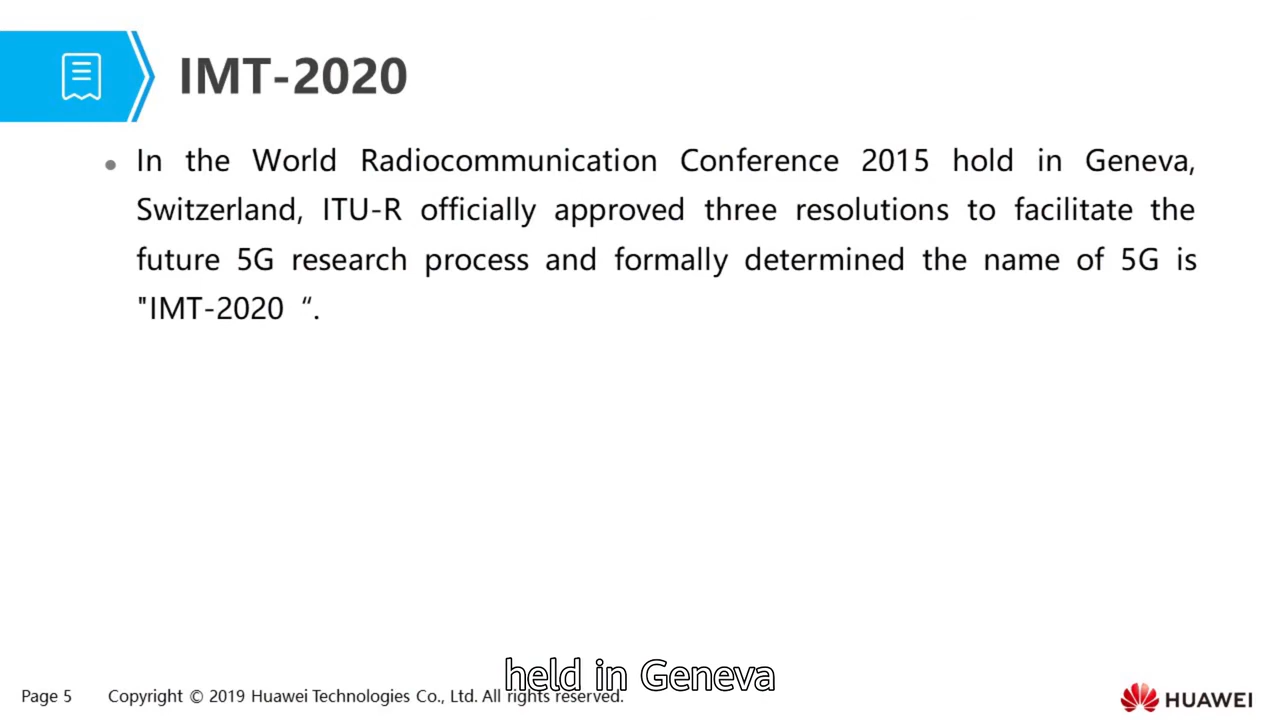 IMT-2020
• In the World Radiocommunication Conference 2015 hold in Geneva,
Switzerland, ITU-R officially approved three resolutions to facilitate the
future 5G research process and formally determined the name of 5G is
"IMT-2020 “.
held in Geneva
Page 5 Copyright © 2019 Huawei Technologies Co., Ltd. All rights reserved.
HUAWEI